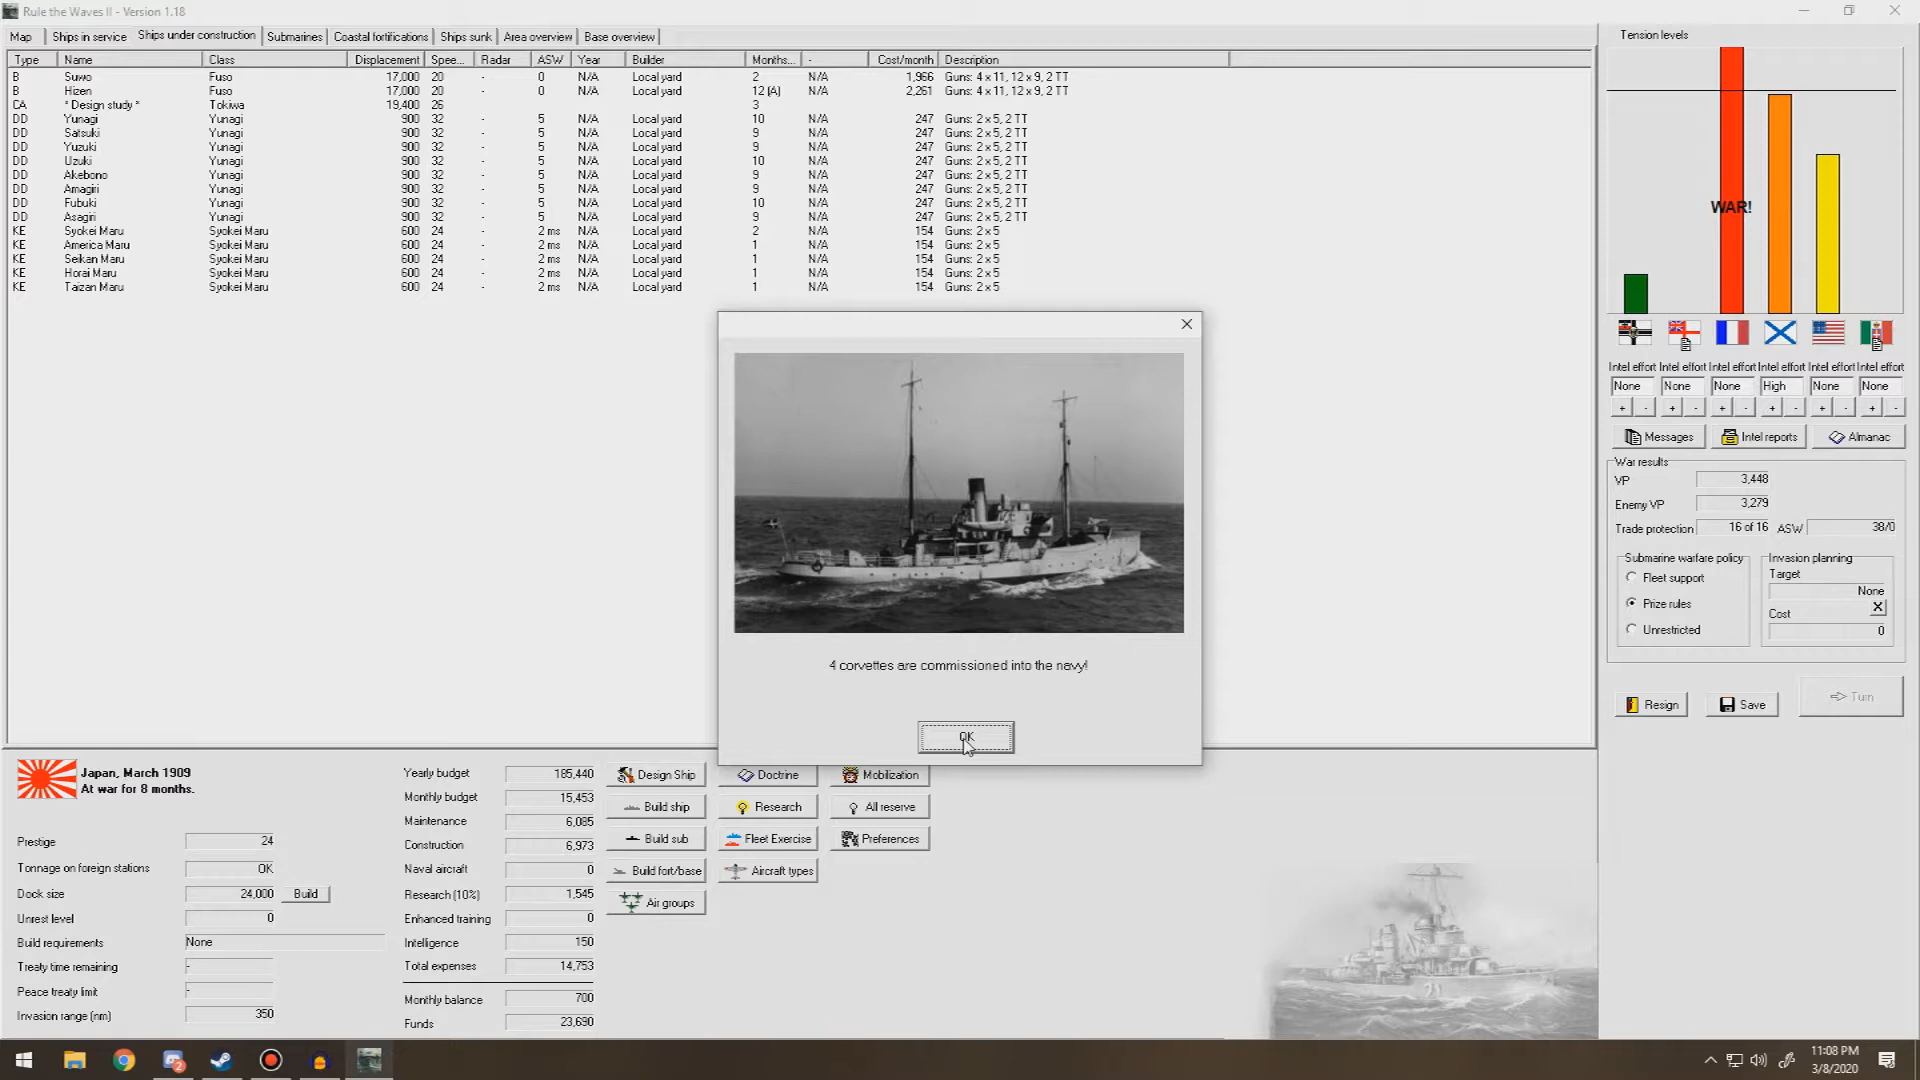 Rule the Waves II - Version 1.18
Map Ships in service Ships under construction Submarines Coastal fortifications Ships sunk Area overview Base overview
Type Name Class Displacement Spee... Radar ASW Year Builder Months... - Cost/month Description
B Suwo Fuso 17,000 20 - 0 N/A Local yard 2 N/A 1,966 Guns: 4 x 11, 12 x 9, 2 TT
B Hizen Fuso 17,000 20 - 0 N/A Local yard 12 (A) N/A 2,261 Guns: 4 x 11, 12 x 9, 2 TT
CA * Design study * Tokiwa 19,400 26 3
DD Yunagi Yunagi 900 32 - 5 N/A Local yard 10 N/A 247 Guns: 2 x 5, 2 TT
DD Satsuki Yunagi 900 32 - 5 N/A Local yard 9 N/A 247 Guns: 2 x 5, 2 TT
DD Yuzuki Yunagi 900 32 - 5 N/A Local yard 9 N/A 247 Guns: 2 x 5, 2 TT
DD Uzuki Yunagi 900 32 - 5 N/A Local yard 10 N/A 247 Guns: 2 x 5, 2 TT
DD Akebono Yunagi 900 32 - 5 N/A Local yard 9 N/A 247 Guns: 2 x 5, 2 TT
DD Amagiri Yunagi 900 32 - 5 N/A Local yard 9 N/A 247 Guns: 2 x 5, 2 TT
DD Fubuki Yunagi 900 32 - 5 N/A Local yard 10 N/A 247 Guns: 2 x 5, 2 TT
DD Asagiri Yunagi 900 32 - 5 N/A Local yard 9 N/A 247 Guns: 2 x 5, 2 TT
KE Syokei Maru Syokei Maru 600 24 - 2 ms N/A Local yard 2 N/A 154 Guns: 2 x 5
KE America Maru Syokei Maru 600 24 - 2 ms N/A Local yard 1 N/A 154 Guns: 2 x 5
KE Seikan Maru Syokei Maru 600 24 - 2 ms N/A Local yard 1 N/A 154 Guns: 2 x 5
KE Horai Maru Syokei Maru 600 24 - 2 ms N/A Local yard 1 N/A 154 Guns: 2 x 5
KE Taizan Maru Syokei Maru 600 24 - 2 ms N/A Local yard 1 N/A 154 Guns: 2 x 5
4 corvettes are commissioned into the navy!
OK
Tension levels
WAR!
Intel effort Intel effort Intel effort Intel effort Intel effort Intel effort
None None None High None None
+ - + - + - + - + - + -
Messages Intel reports Almanac
War results
VP 3,448
Enemy VP 3,279
Trade protection 16 of 16 ASW 38/0
Submarine warfare policy
Fleet support
Prize rules
Unrestricted
Invasion planning
Target
None
Cost X
0
Resign Save Turn
Japan, March 1909
At war for 8 months.
Prestige 24
Tonnage on foreign stations OK
Dock size 24,000 Build
Unrest level 0
Build requirements None
Treaty time remaining -
Peace treaty limit -
Invasion range (nm) 350
Yearly budget 185,440
Monthly budget 15,453
Maintenance 6,085
Construction 6,973
Naval aircraft 0
Research (10%) 1,545
Enhanced training 0
Intelligence 150
Total expenses 14,753
Monthly balance 700
Funds 23,690
Design Ship Doctrine Mobilization
Build ship Research All reserve
Build sub Fleet Exercise Preferences
Build fort/base Aircraft types
Air groups
2
11:08 PM
3/8/2020